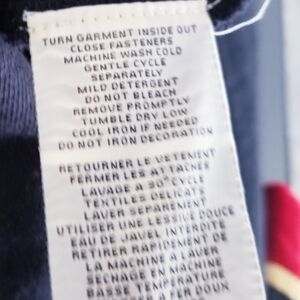 TURN GARMENT INSIDE OUT
CLOSE FASTENERS
MACHINE WASH COLD
GENTLE CYCLE
SEPARATELY
MILD DETERGENT
DO NOT BLEACH
REMOVE PROMPTLY
TUMBLE DRY LOW
COOL IRON IF NEEDED
DO NOT IRON DECORATION
RETOURNER LE VETEMENT
FERMER LES ATTACHES
LAVAGE A 30° CYCLE
TEXTILES DELICATS
LAVER SEPAREMENT
UTILISER UNE LESSIVE DOUCE
EAU DE JAVEL INTERDITE
RETIRER RAPIDEMENT DE
LA MACHINE A LAVER
SECHAGE EN MACHINE
BASSE TEMPERATURE